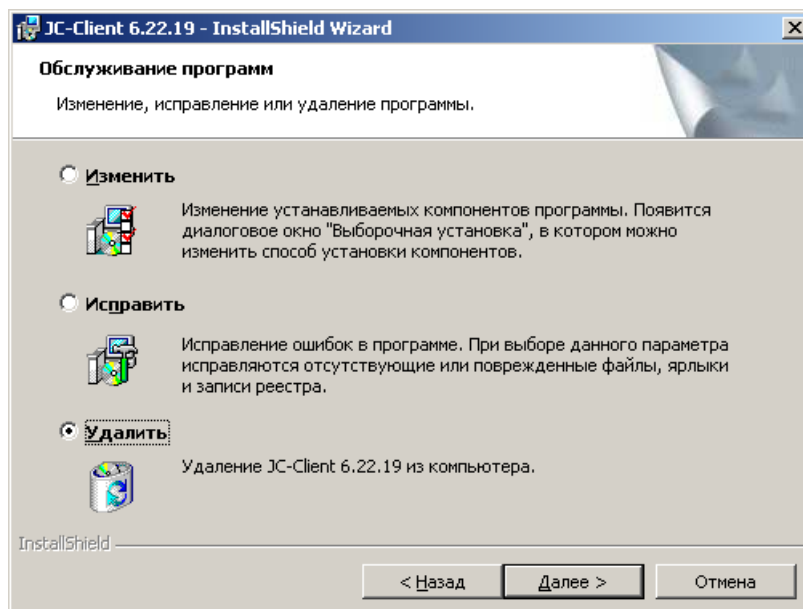 JC-Client 6.22.19 - InstallShield Wizard
Обслуживание программ
Изменение, исправление или удаление программы.
Изменить
Изменение устанавливаемых компонентов программы. Появится
диалоговое окно "Выборочная установка", в котором можно
изменить способ установки компонентов.
Исправить
Исправление ошибок в программе. При выборе данного параметра
исправляются отсутствующие или поврежденные файлы, ярлыки
и записи реестра.
Удалить
Удаление JC-Client 6.22.19 из компьютера.
InstallShield
< Назад
Далее >
Отмена